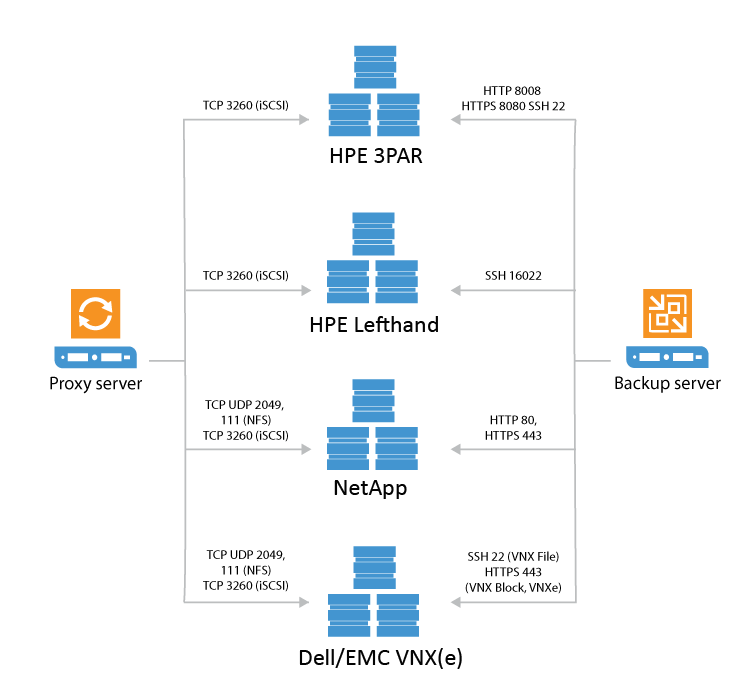 TCP 3260 (iSCSI)
HTTP 8008
HTTPS 8080 SSH 22
HPE 3PAR
TCP 3260 (iSCSI)
SSH 16022
HPE Lefthand
Proxy server
Backup server
TCP UDP 2049,
111 (NFS)
TCP 3260 (iSCSI)
HTTP 80,
HTTPS 443
NetApp
TCP UDP 2049,
111 (NFS)
TCP 3260 (iSCSI)
SSH 22 (VNX File)
HTTPS 443
(VNX Block, VNXe)
Dell/EMC VNX(e)